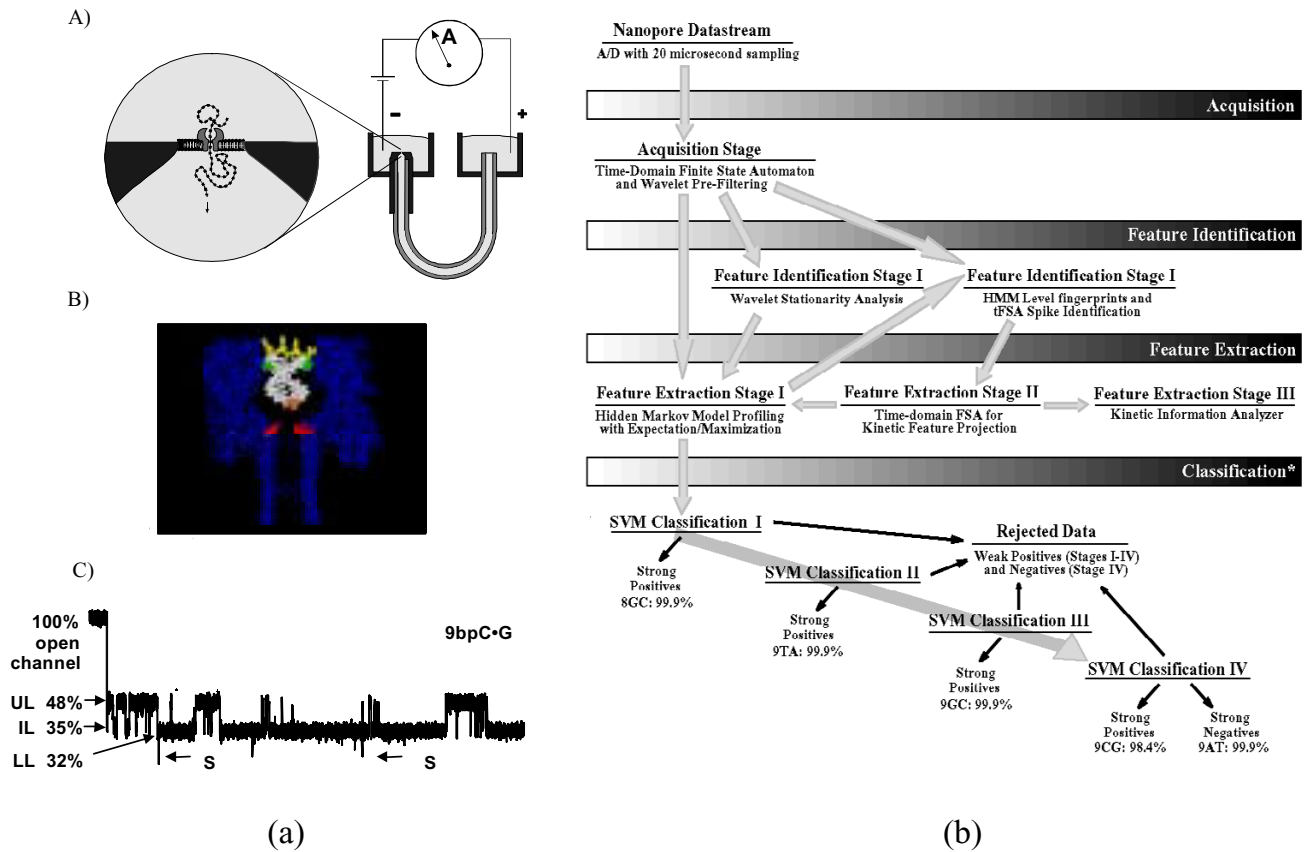 A)
A
-
+
B)
C)
100%
open
channel
9bpC•G
UL 48%
IL 35%
LL 32%
S
S
(a)
Nanopore Datastream
A/D with 20 microsecond sampling
Acquisition
Acquisition Stage
Time-Domain Finite State Automaton
and Wavelet Pre-Filtering
Feature Identification
Feature Identification Stage I
Wavelet Stationarity Analysis
Feature Identification Stage I
HMM Level fingerprints and
tFSA Spike Identification
Feature Extraction
Feature Extraction Stage I
Hidden Markov Model Profiling
with Expectation/Maximization
Feature Extraction Stage II
Time-domain FSA for
Kinetic Feature Projection
Feature Extraction Stage III
Kinetic Information Analyzer
Classification*
SVM Classification I
Strong
Positives
8GC: 99.9%
SVM Classification II
Strong
Positives
9TA: 99.9%
Rejected Data
Weak Positives (Stages I-IV)
and Negatives (Stage IV)
SVM Classification III
Strong
Positives
9GC: 99.9%
SVM Classification IV
Strong
Positives
9CG: 98.4%
Strong
Negatives
9AT: 99.9%
(b)